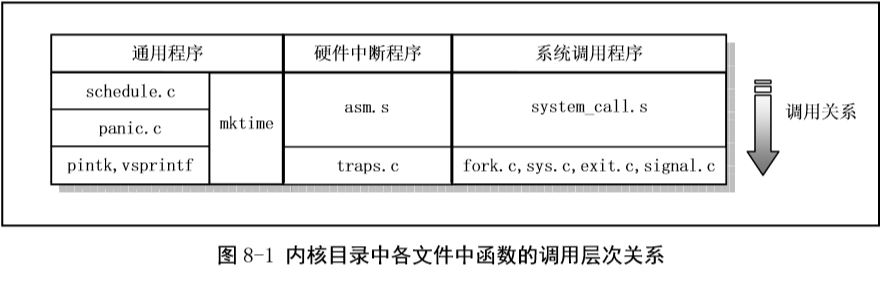 通用程序 硬件中断程序 系统调用程序
schedule.c
panic.c
mktime
asm.s
system_call.s
pintk,vsprintf
traps.c
fork.c,sys.c,exit.c,signal.c
调用关系
图 8-1 内核目录中各文件中函数的调用层次关系